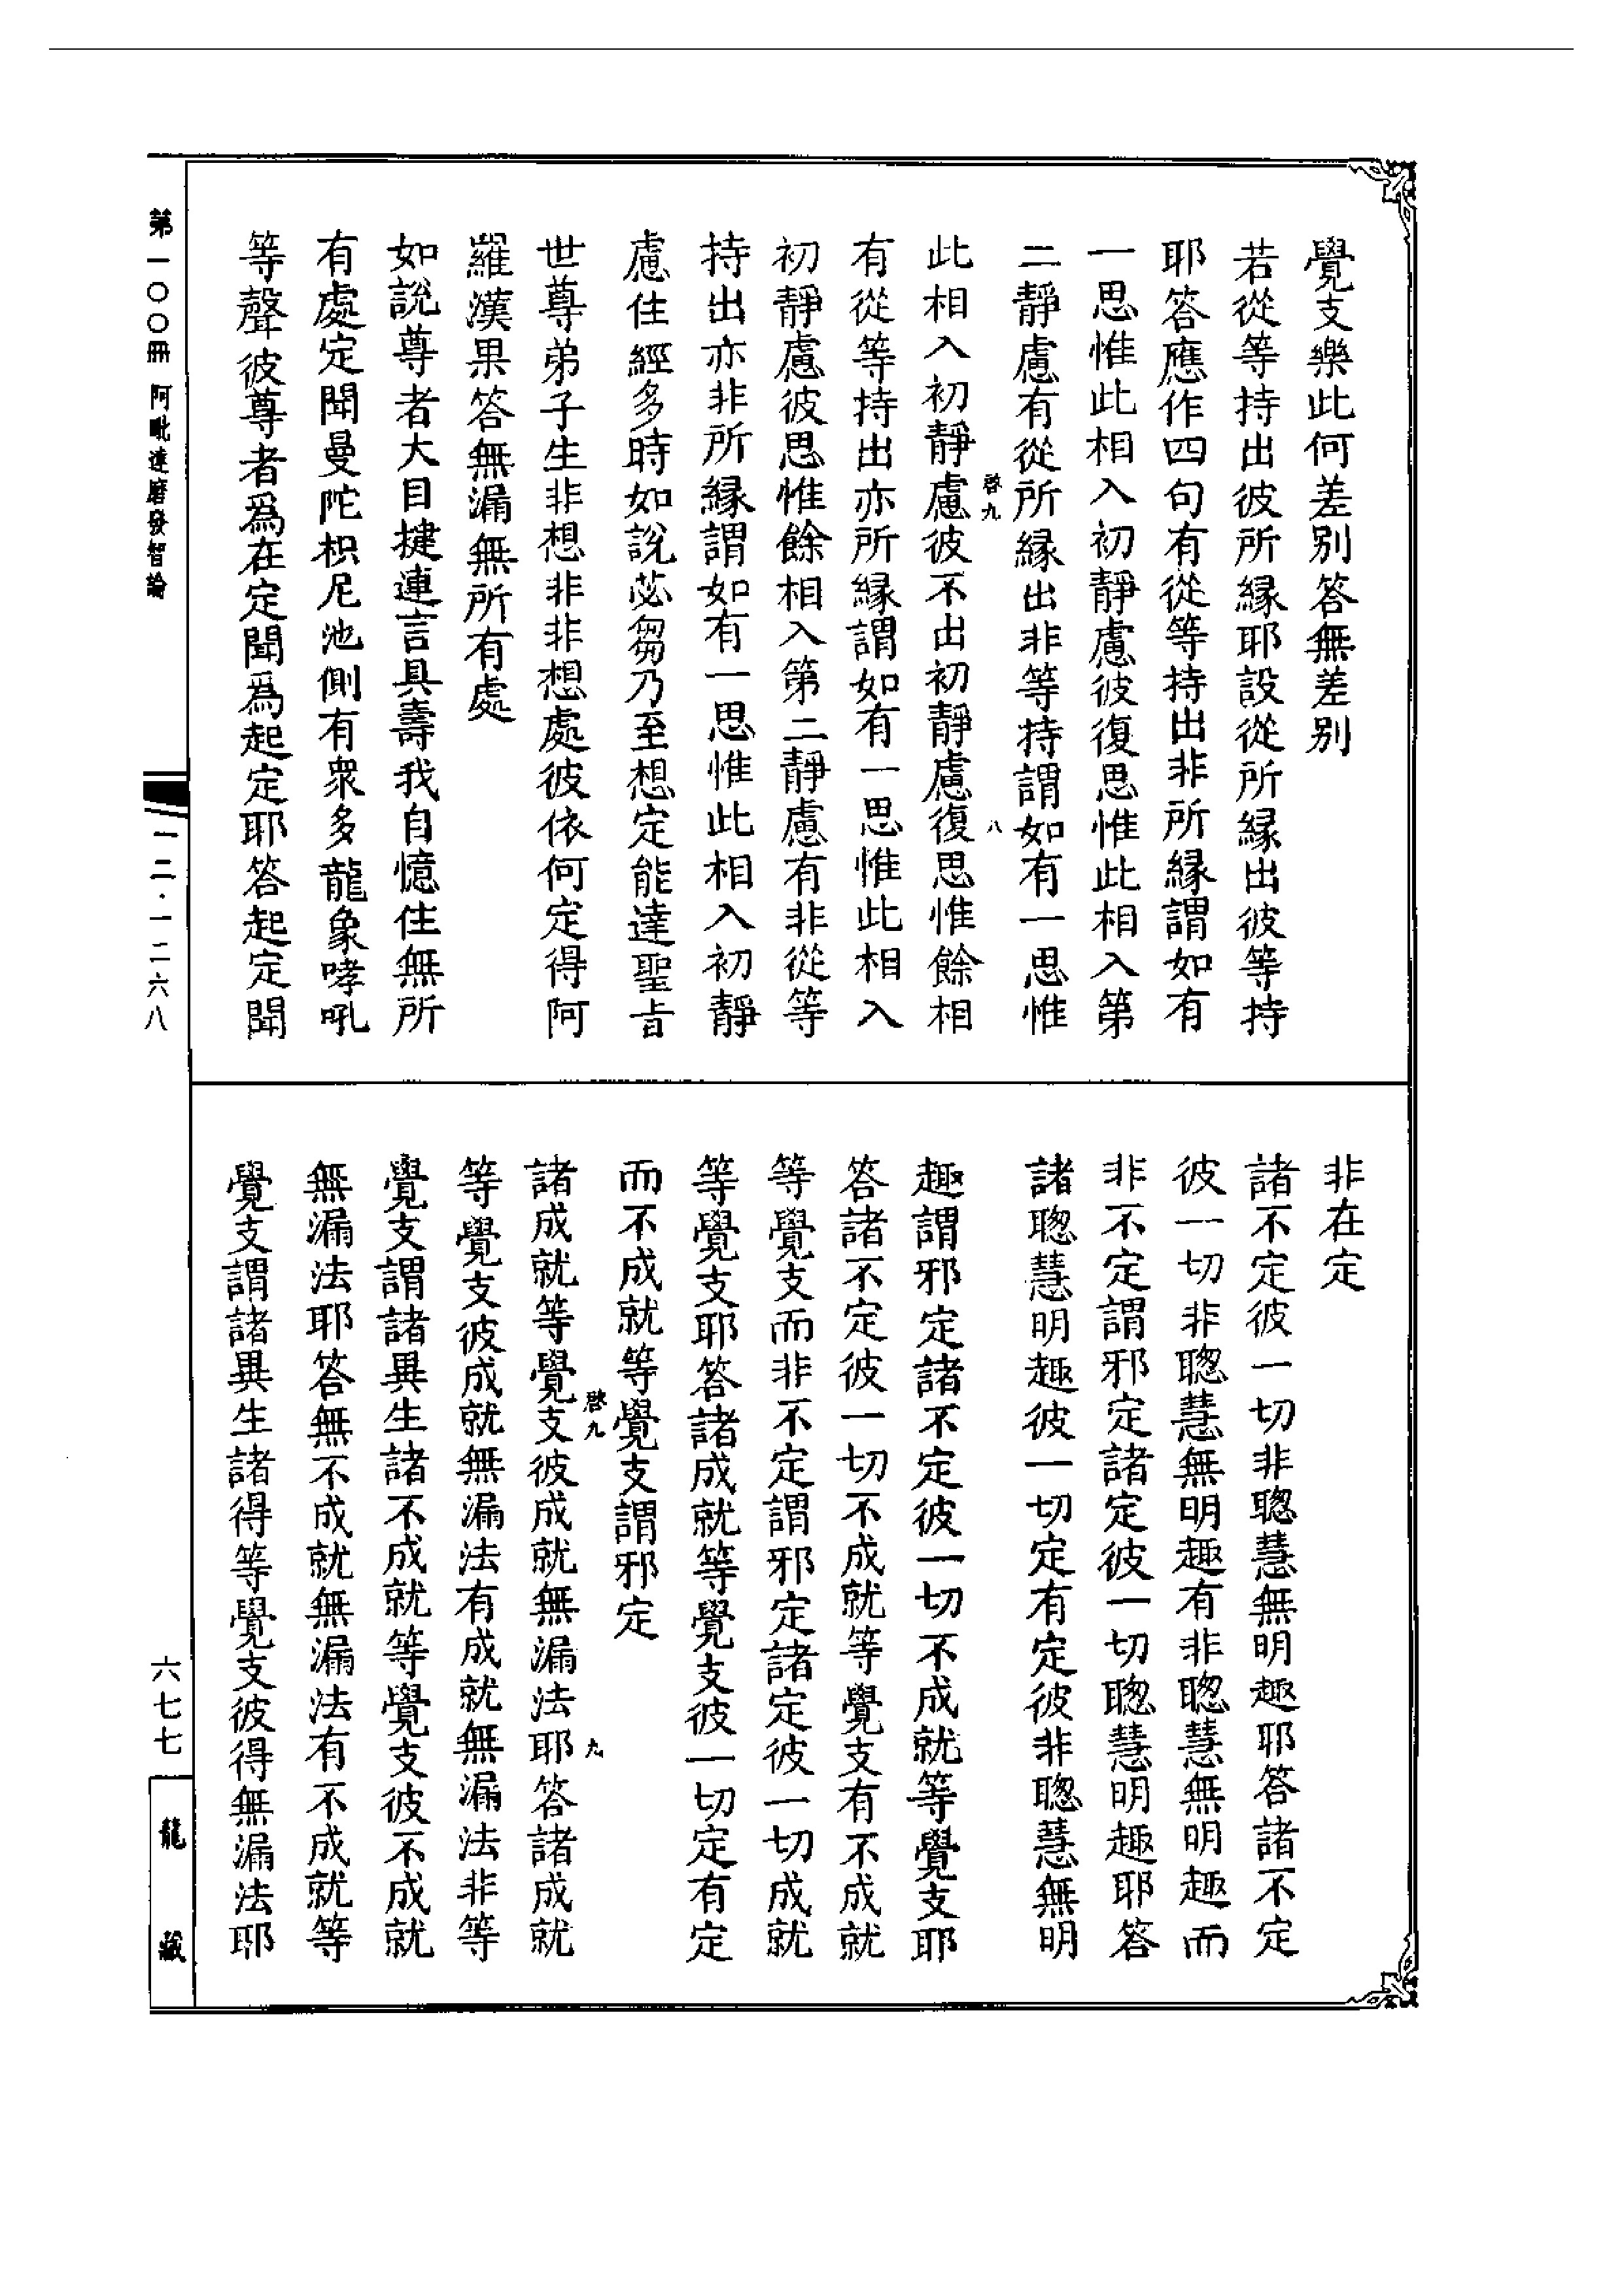 覺支樂此何差別答無差別
若從等持出彼所緣耶設從所緣出彼等持
耶答應作四句有從等持出非所緣謂如有
一思惟此相入初靜慮彼復思惟此相入第
二靜慮有從所緣出非等持謂如有一思惟
啓九 八
此相入初靜慮彼不出初靜慮復思惟餘相
有從等持出亦所緣謂如有一思惟此相入
初靜慮彼思惟餘相入第二靜慮有非從等
持出亦非所緣謂如有一思惟此相入初靜
慮住經多時如說苾芻乃至想定能達聖旨
世尊弟子生非想非非想處彼依何定得阿
羅漢果答無漏無所有處
如說尊者大目揵連言具壽我自憶住無所
有處定聞曼陀枳尼池側有衆多龍象哮吼
等聲彼尊者爲在定聞爲起定耶答起定聞
非在定
諸不定彼一切非聰慧無明趣耶答諸不定
彼一切非聰慧無明趣有非聰慧無明趣而
非不定謂邪定諸定彼一切聰慧明趣耶答
諸聰慧明趣彼一切定有定彼非聰慧無明
趣謂邪定諸不定彼一切不成就等覺支耶
答諸不定彼一切不成就等覺支有不成就
等覺支而非不定謂邪定諸定彼一切成就
等覺支耶答諸成就等覺支彼一切定有定
而不成就等覺支謂邪定
啓九 九
諸成就等覺支彼成就無漏法耶答諸成就
等覺支彼成就無漏法有成就無漏法非等
覺支謂諸異生諸不成就等覺支彼不成就
無漏法耶答無不成就無漏法有不成就等
覺支謂諸異生諸得等覺支彼得無漏法耶
第一〇〇冊 阿毗達磨發智論
一二·一二六八
六七七
龍藏